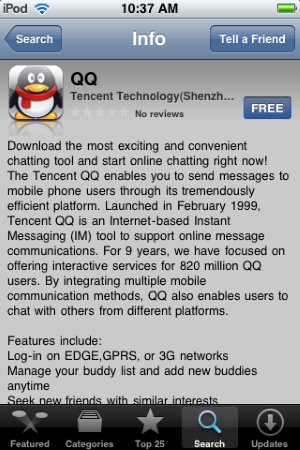 iPod 10:37 AM
Search Info Tell a Friend
QQ
Tencent Technology(Shenzh...
No reviews
FREE
Download the most exciting and convenient
chatting tool and start online chatting right now!
The Tencent QQ enables you to send messages to
mobile phone users through its tremendously
efficient platform. Launched in February 1999,
Tencent QQ is an Internet-based Instant
Messaging (IM) tool to support online message
communications. For 9 years, we have focused on
offering interactive services for 820 million QQ
users. By integrating multiple mobile
communication methods, QQ also enables users to
chat with others from different platforms.
Features include:
Log-in on EDGE,GPRS, or 3G networks
Manage your buddy list and add new buddies
anytime
Seek new friends with similar interests
Featured Categories Top 25 Search Updates